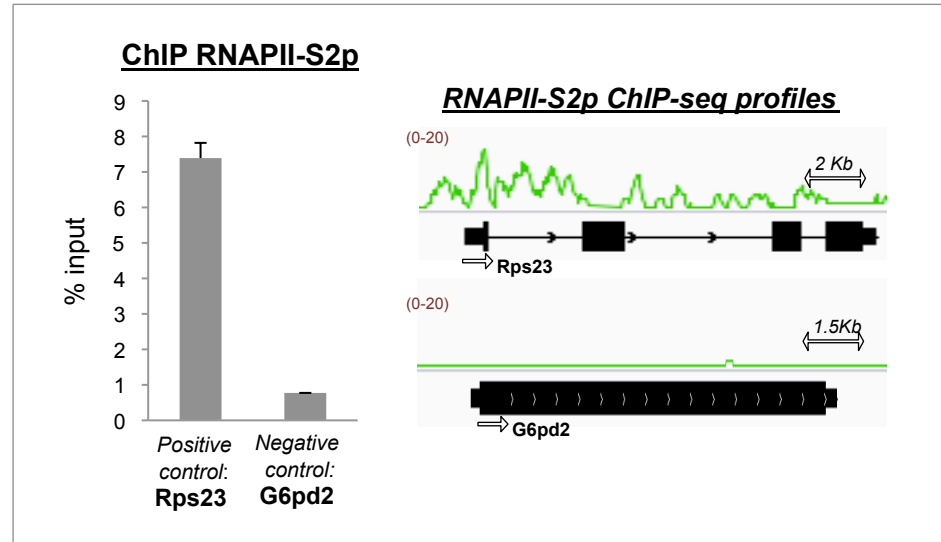 ChIP RNAPII-S2p
9
8
7
6
5
4
3
2
1
0
% input
Positive control: Rps23
Negative control: G6pd2
RNAPII-S2p ChIP-seq profiles
(0-20)
2 Kb
Rps23
(0-20)
1.5Kb
G6pd2